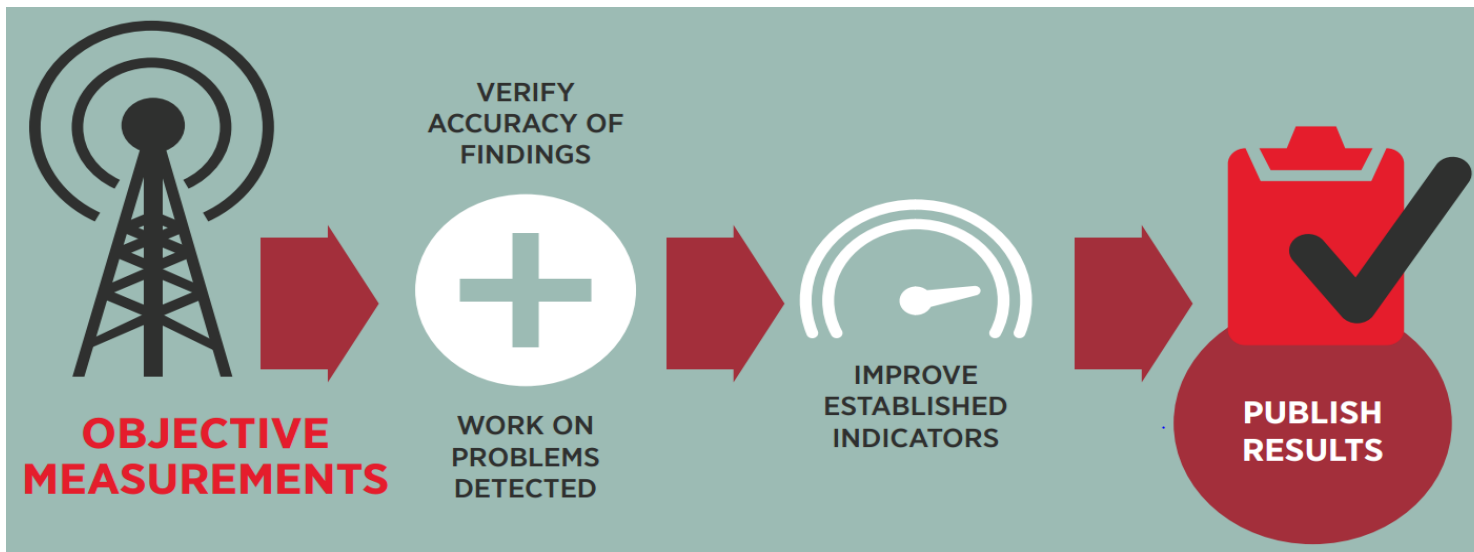 OBJECTIVE
MEASUREMENTS
VERIFY
ACCURACY OF
FINDINGS
WORK ON
PROBLEMS
DETECTED
IMPROVE
ESTABLISHED
INDICATORS
PUBLISH
RESULTS